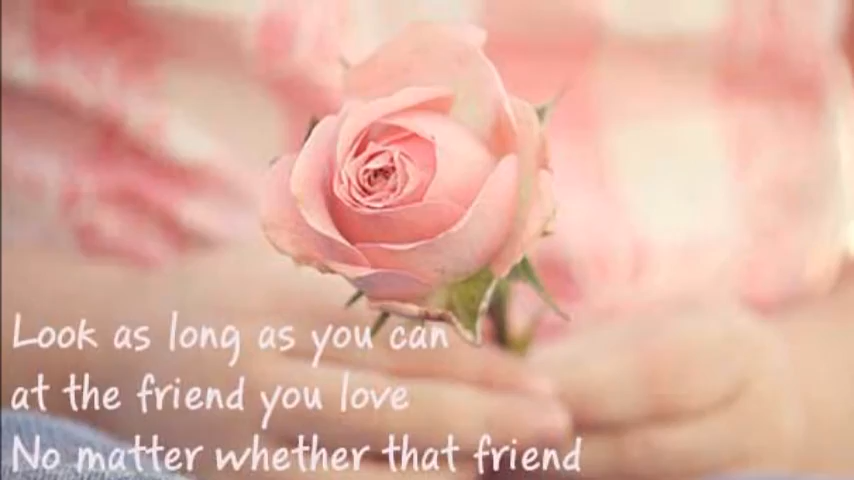 Look as long as you can
at the friend you love
No matter whether that friend